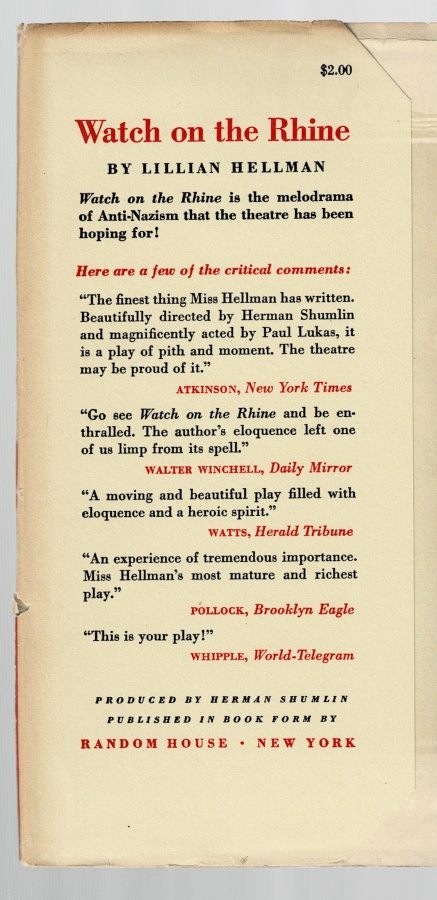 $2.00
Watch on the Rhine
BY LILLIAN HELLMAN
Watch on the Rhine is the melodrama
of Anti-Nazism that the theatre has been
hoping for!
Here are a few of the critical comments:
“The finest thing Miss Hellman has written.
Beautifully directed by Herman Shumlin
and magnificently acted by Paul Lukas, it
is a play of pith and moment. The theatre
may be proud of it.”
ATKINSON, New York Times
“Go see Watch on the Rhine and be en-
thralled. The author’s eloquence left one
of us limp from its spell.”
WALTER WINCHELL, Daily Mirror
“A moving and beautiful play filled with
eloquence and a heroic spirit.”
WATTS, Herald Tribune
“An experience of tremendous importance.
Miss Hellman’s most mature and richest
play.”
POLLOCK, Brooklyn Eagle
“This is your play!”
WHIPPLE, World-Telegram
PRODUCED BY HERMAN SHUMLIN
PUBLISHED IN BOOK FORM BY
RANDOM HOUSE · NEW YORK